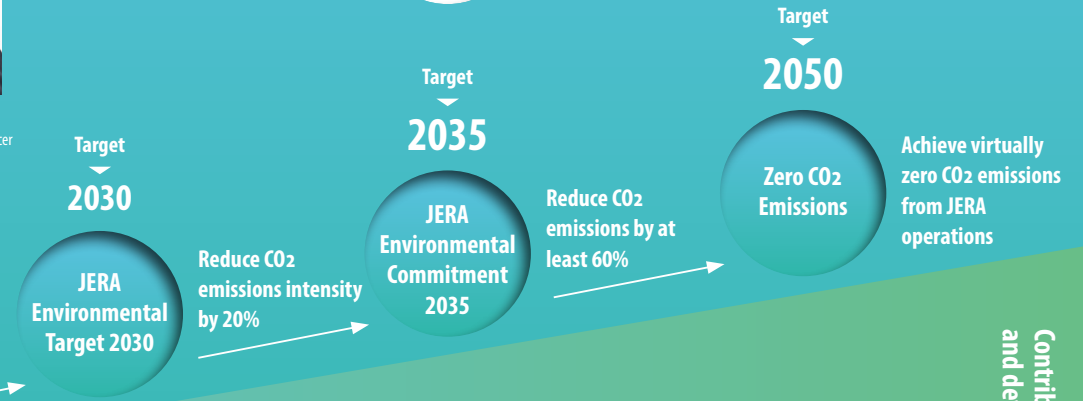 Target
2030
JERA
Environmental
Target 2030
Reduce CO2
emissions intensity
by 20%
Target
2035
JERA
Environmental
Commitment
2035
Reduce CO2
emissions by at
least 60%
Target
2050
Zero CO2
Emissions
Achieve virtually
zero CO2 emissions
from JERA
operations
and